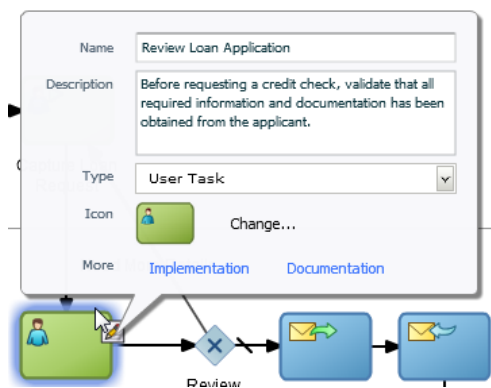 Name Review Loan Application
Description Before requesting a credit check, validate that all
required information and documentation has been
obtained from the applicant.
Type User Task
Icon Change...
More Implementation Documentation
Review